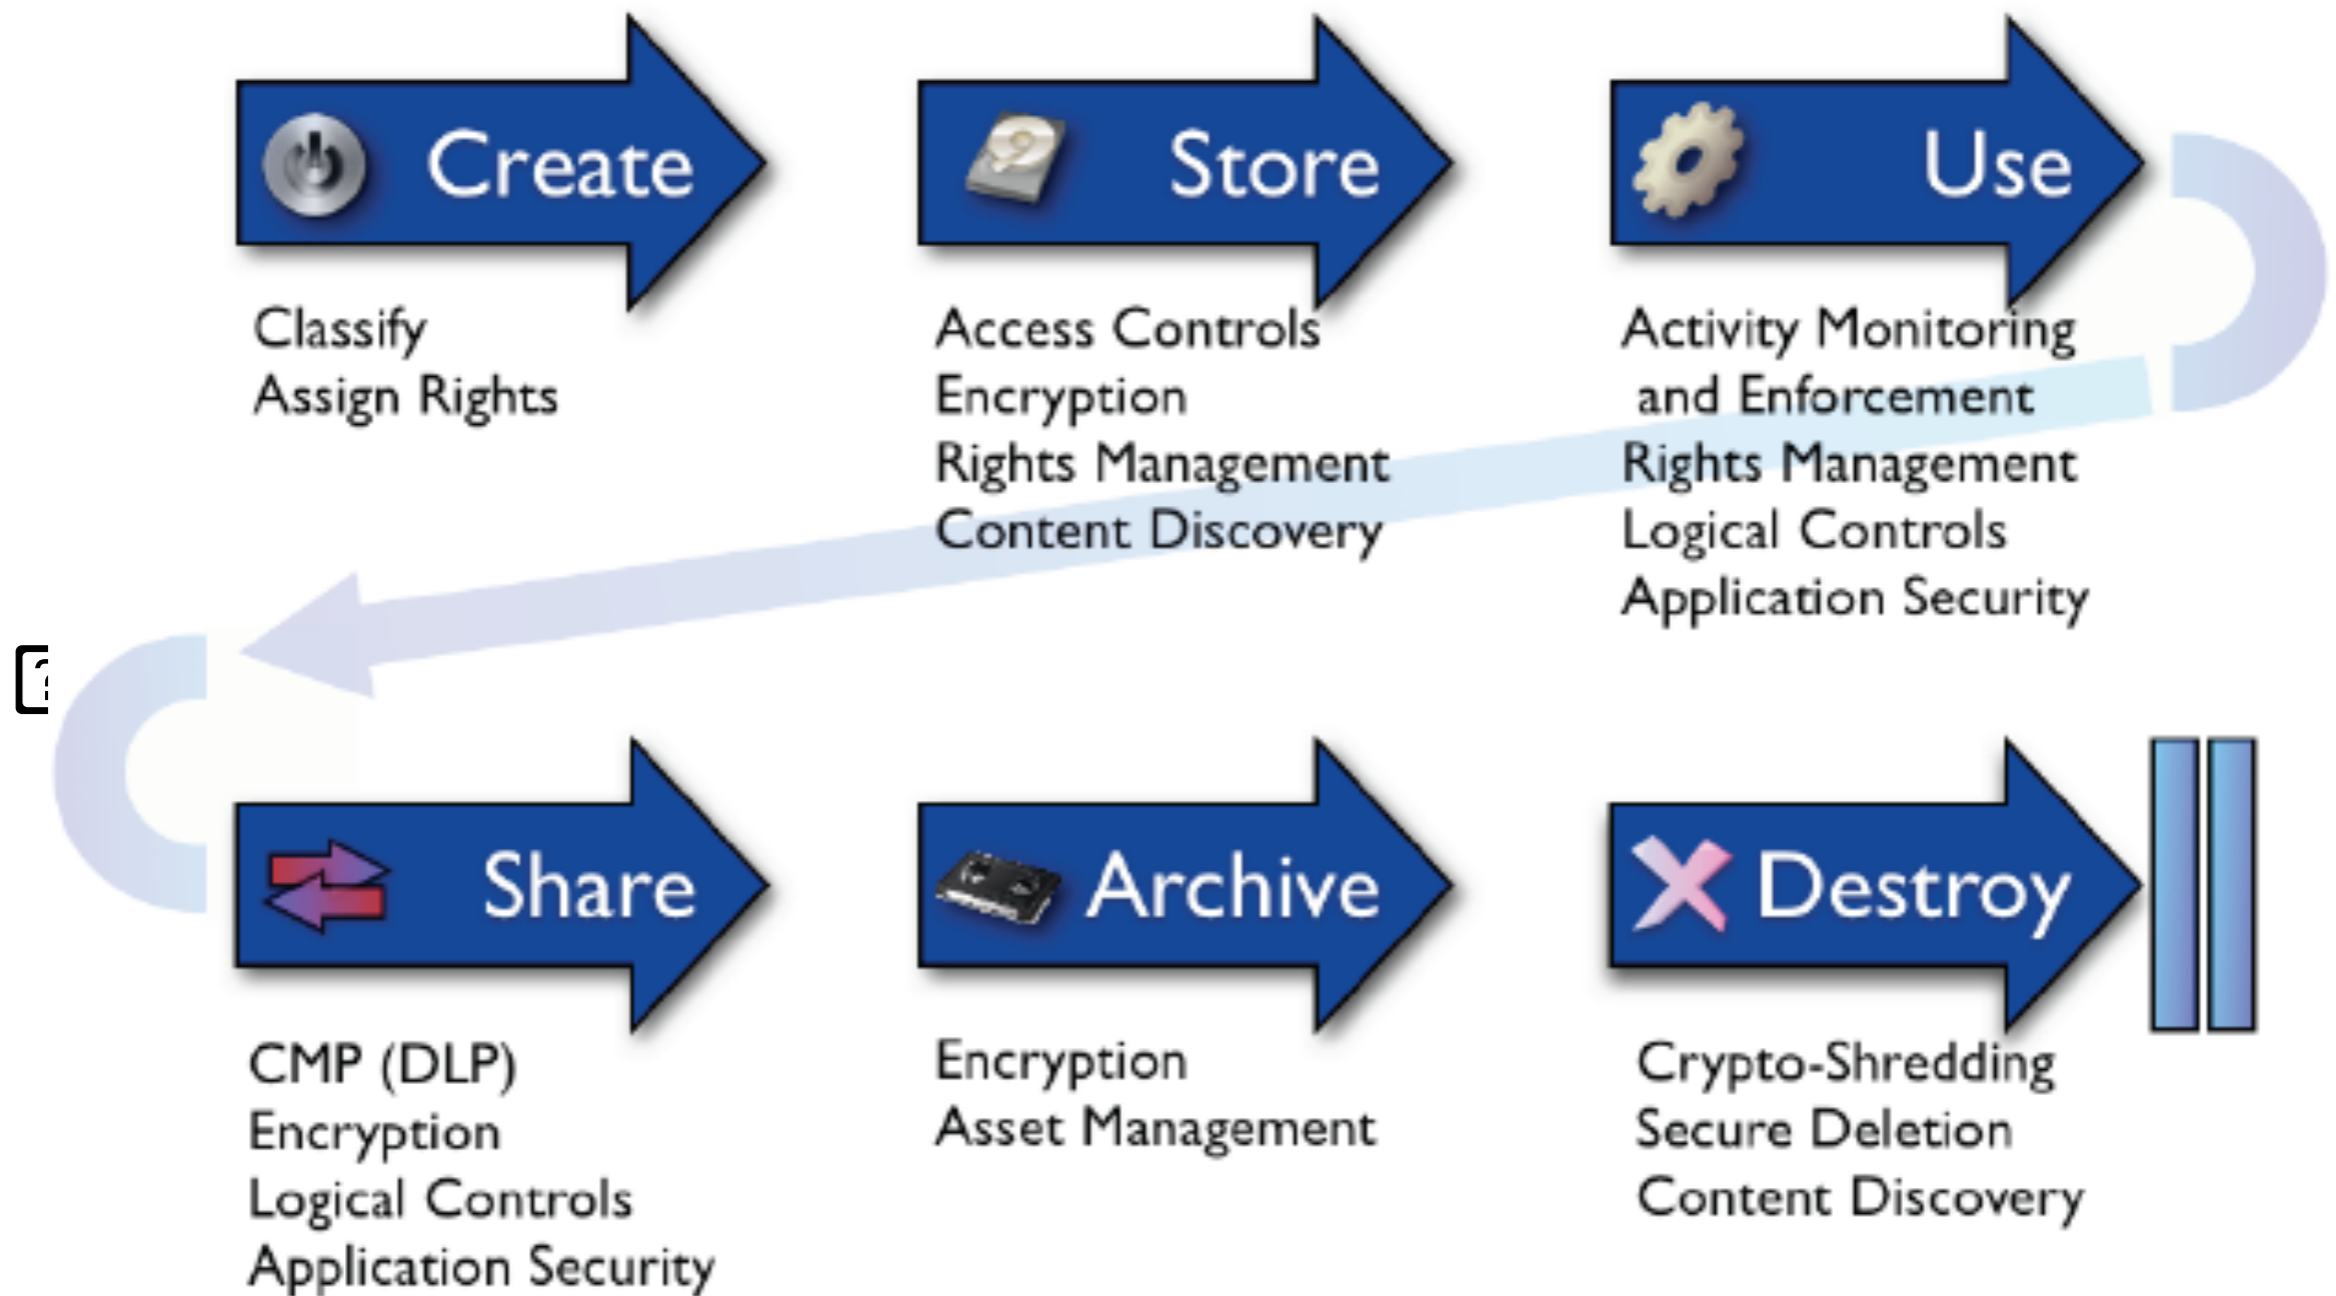 Create
Classify
Assign Rights
Store
Access Controls
Encryption
Rights Management
Content Discovery
Use
Activity Monitoring
and Enforcement
Rights Management
Logical Controls
Application Security
Share
CMP (DLP)
Encryption
Logical Controls
Application Security
Archive
Encryption
Asset Management
Destroy
Crypto-Shredding
Secure Deletion
Content Discovery